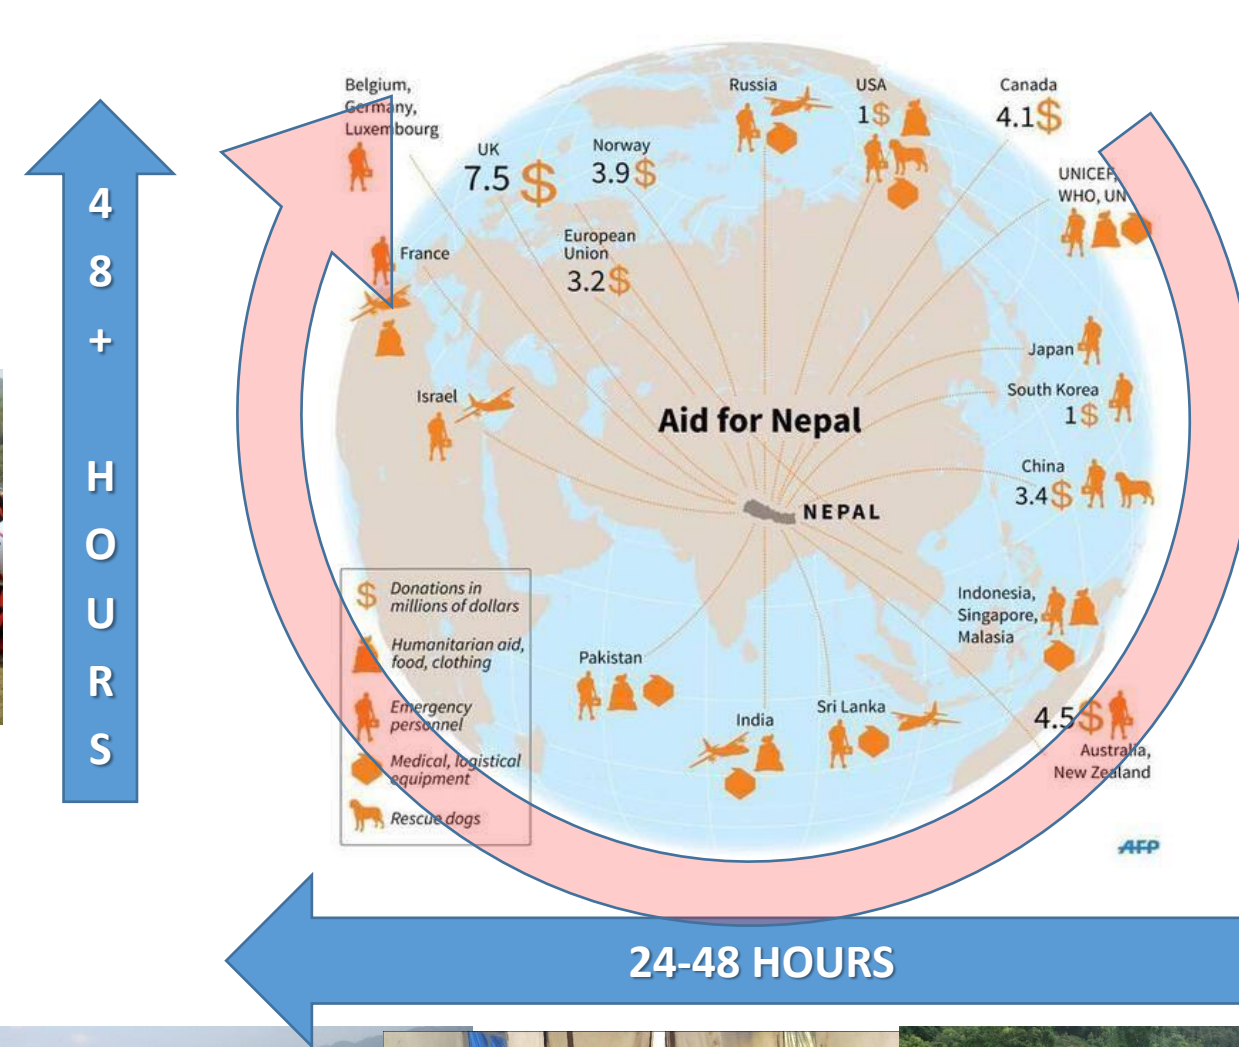 Belgium,
Germany,
Luxembourg
UK
7.5 $
Norway
3.9 $
European
Union
3.2 $
Russia
USA
1 $
Canada
4.1 $
UNICEF,
WHO, UN
France
Israel
Japan
South Korea
1 $
China
3.4 $
Aid for Nepal
NEPAL
Indonesia,
Singapore,
Malasia
Pakistan
India
Sri Lanka
4.5 $
Australia,
New Zealand
$ Donations in
millions of dollars
Humanitarian aid,
food, clothing
Emergency
personnel
Medical, logistical
equipment
Rescue dogs
AFP
4
8
+
H
O
U
R
S
24-48 HOURS